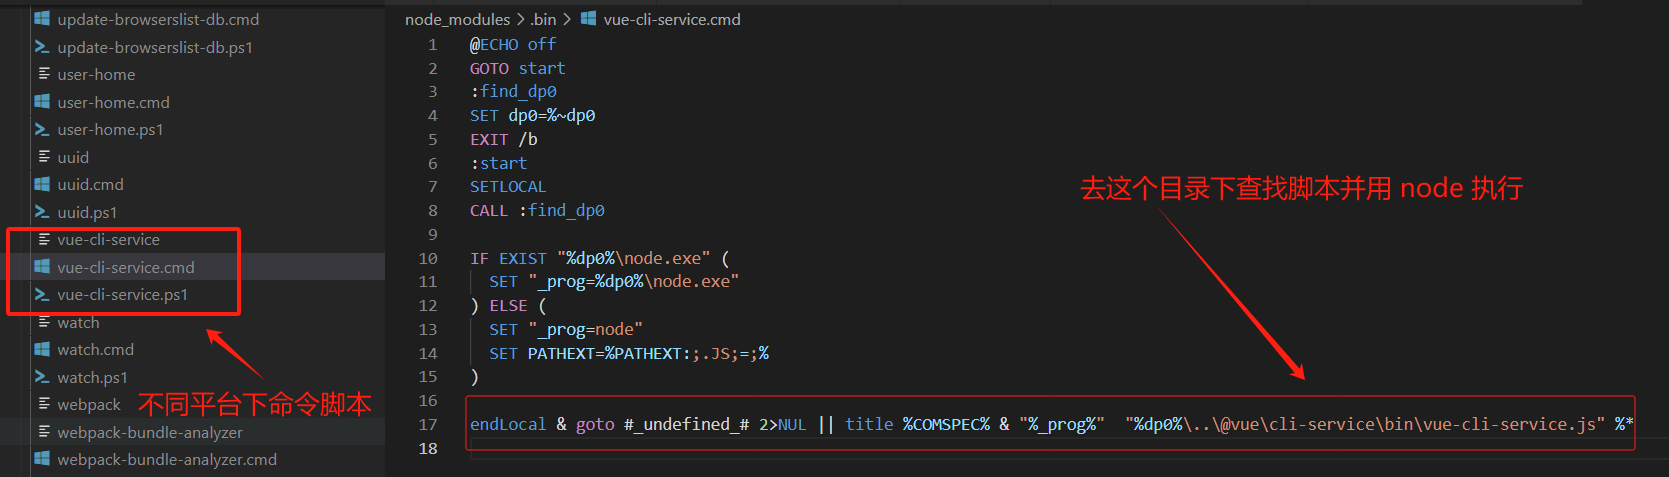 update-browserslist-db.cmd
update-browserslist-db.ps1
user-home
user-home.cmd
user-home.ps1
uuid
uuid.cmd
uuid.ps1
vue-cli-service
vue-cli-service.cmd
vue-cli-service.ps1
watch
watch.cmd
watch.ps1
webpack
webpack-bundle-analyzer
webpack-bundle-analyzer.cmd
不同平台下命令脚本
node_modules > .bin > vue-cli-service.cmd
1 @ECHO off
2 GOTO start
3 :find_dp0
4 SET dp0=%~dp0
5 EXIT /b
6 :start
7 SETLOCAL
8 CALL :find_dp0
9
10 IF EXIST "%dp0%\node.exe" (
11   SET "_prog=%dp0%\node.exe"
12 ) ELSE (
13   SET "_prog=node"
14   SET PATHEXT=%PATHEXT:;.JS;=;%
15 )
16
17 endLocal & goto #_undefined_# 2>NUL || title %COMSPEC% & "%_prog%"  "%dp0%\..\@vue\cli-service\bin\vue-cli-service.js" %*
18
去这个目录下查找脚本并用 node 执行